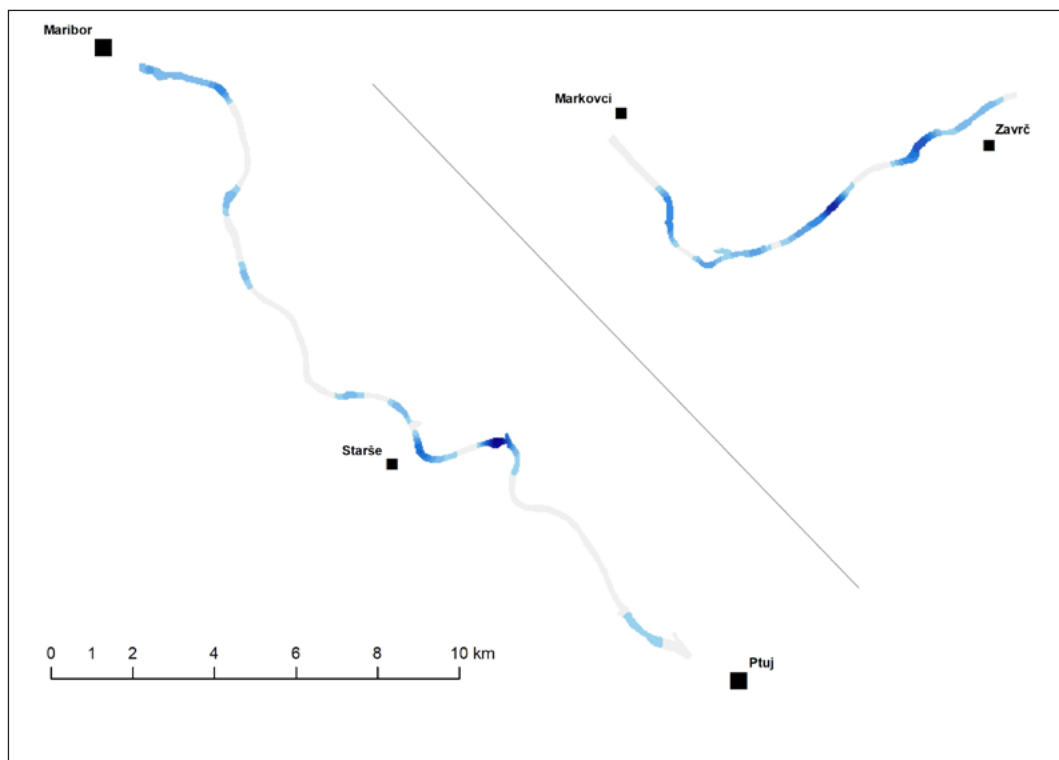 Maribor
Markovci
Zavrč
Starše
0 1 2 4 6 8 10 km
Ptuj